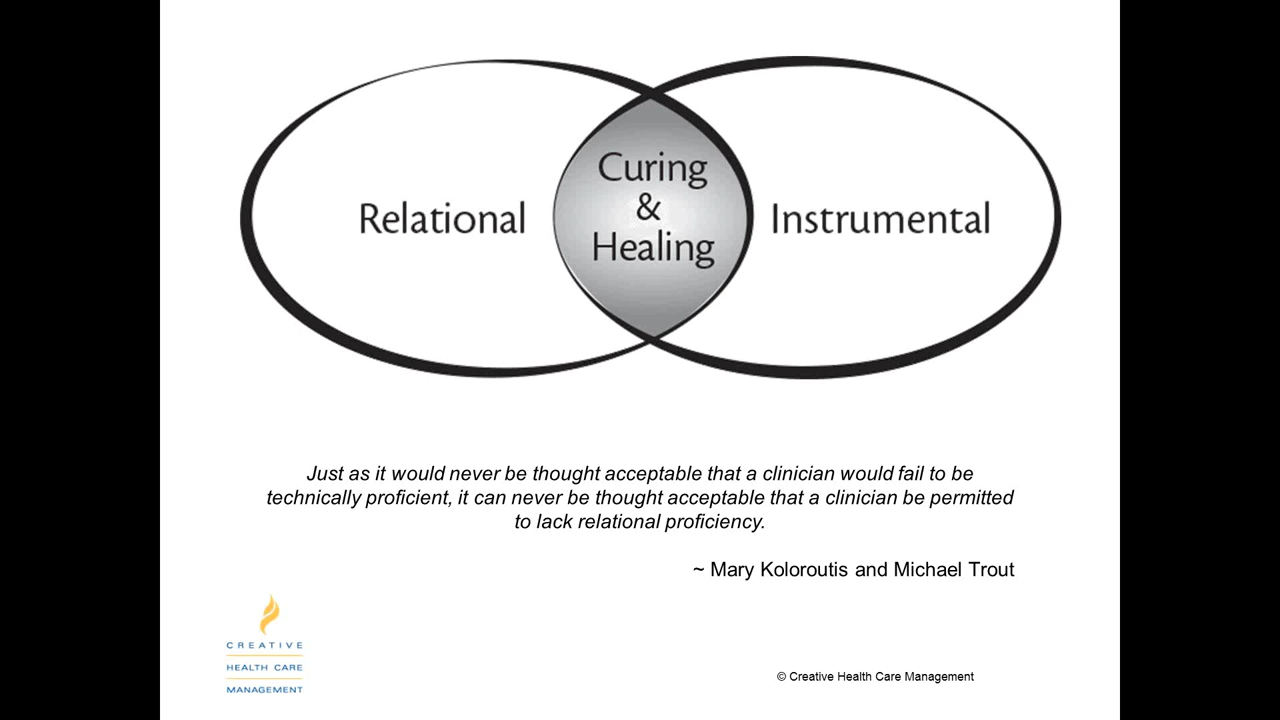 Relational
Curing
&
Healing
Instrumental
Just as it would never be thought acceptable that a clinician would fail to be
technically proficient, it can never be thought acceptable that a clinician be permitted
to lack relational proficiency.
~ Mary Koloroutis and Michael Trout
CREATIVE
HEALTH CARE
MANAGEMENT
© Creative Health Care Management